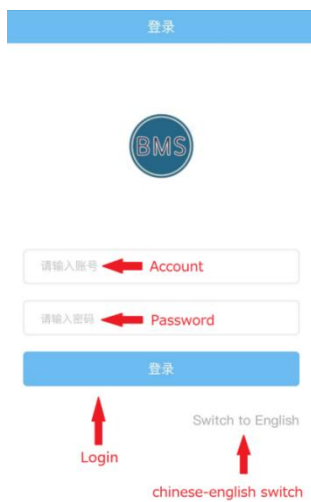 登录
BMS
请输入账号 Account
请输入密码 Password
登录
Switch to English
Login
chinese-english switch